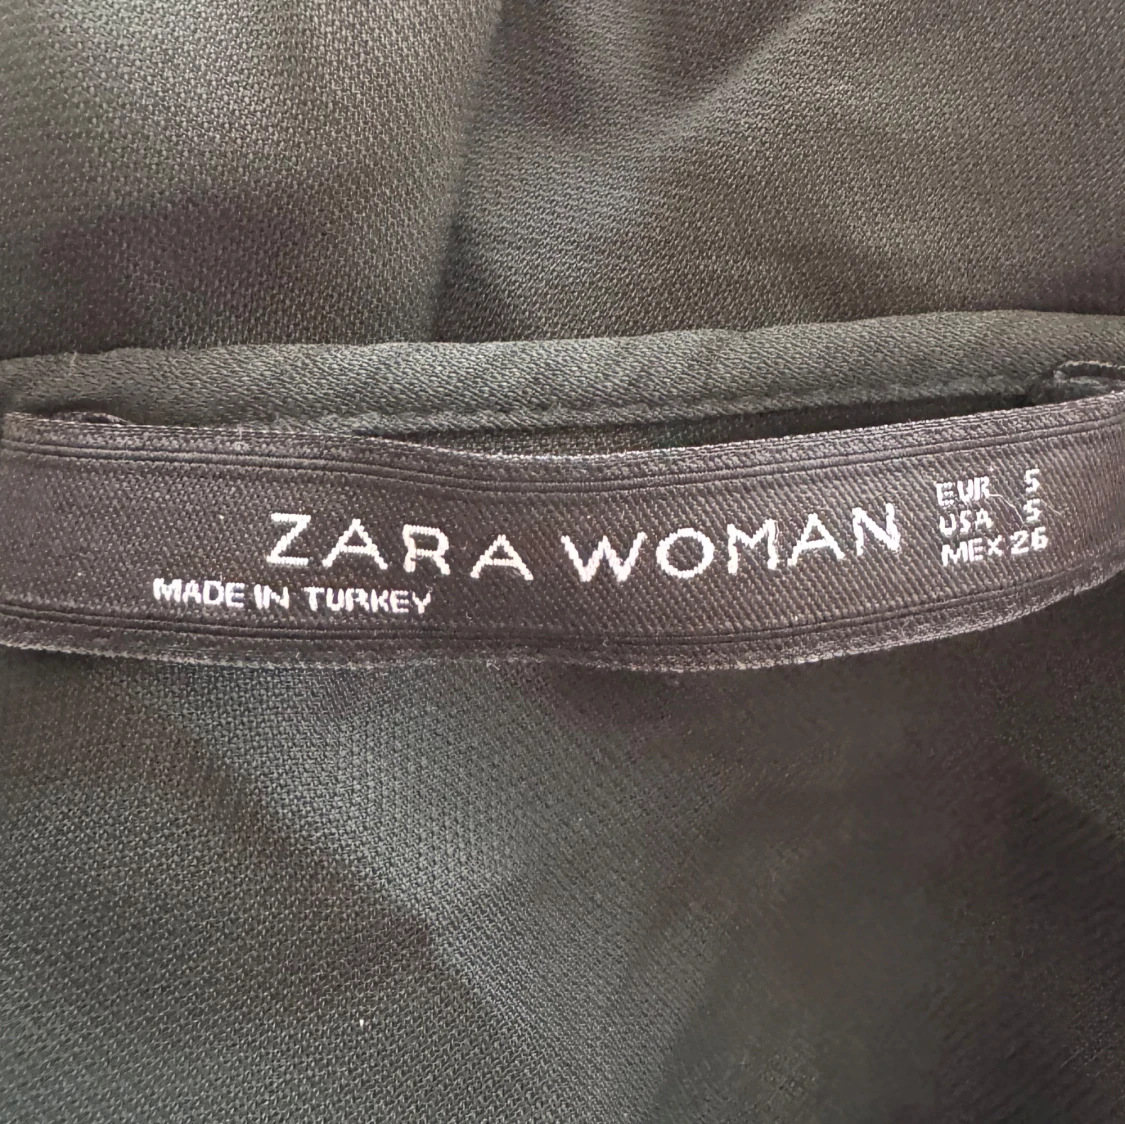 ZARA WOMAN
MADE IN TURKEY
EUR S
USA S
MEX 26